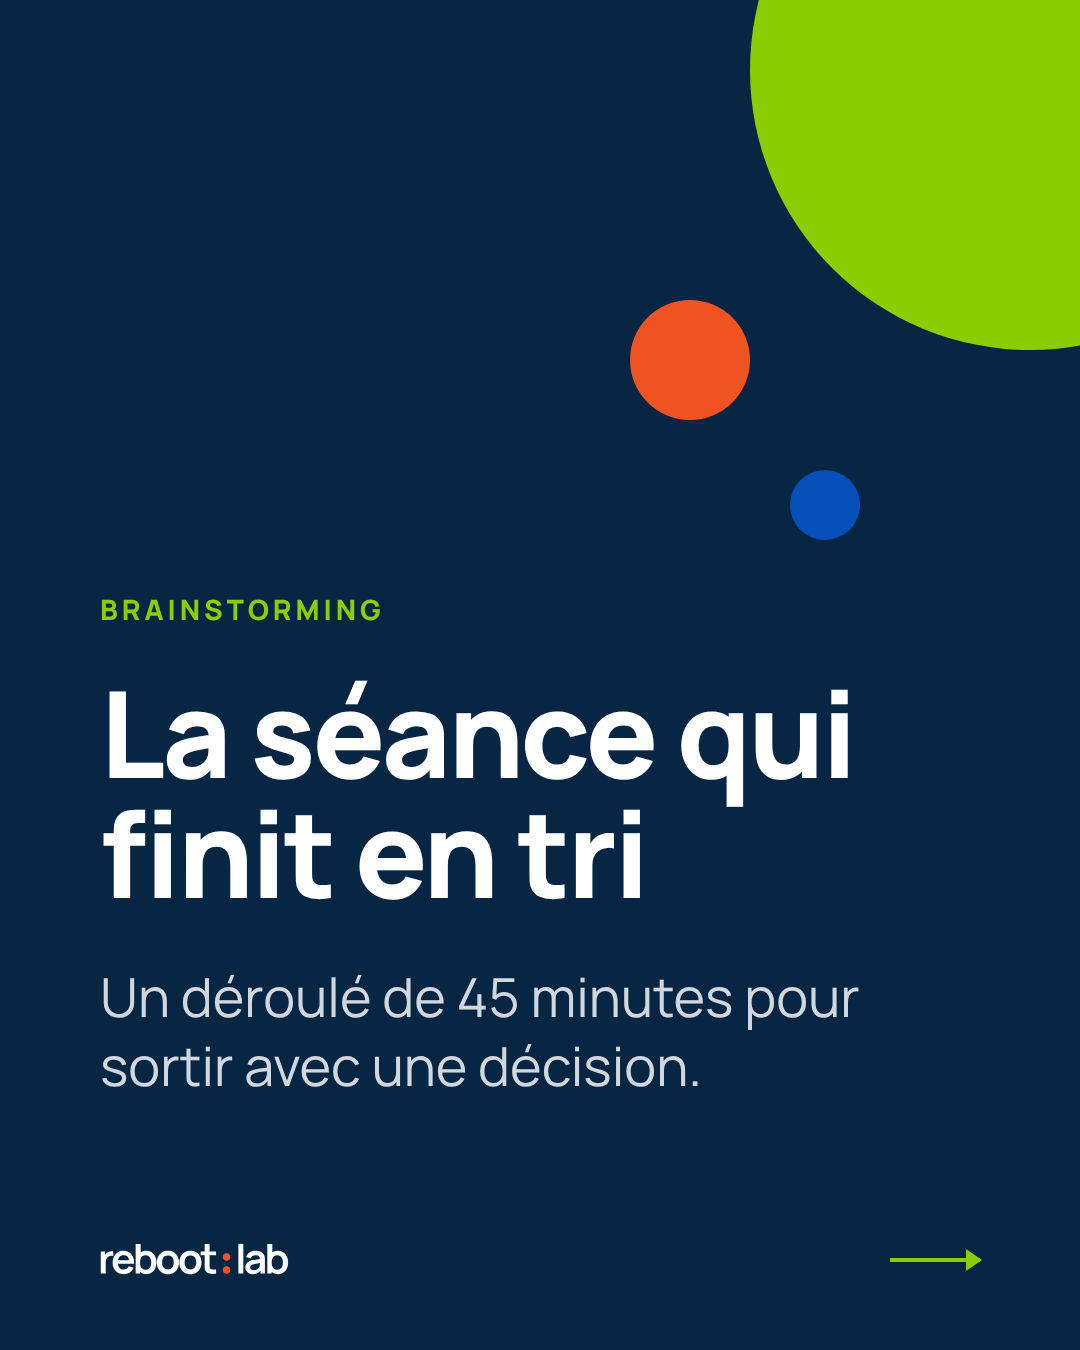 BRAINSTORMING
La séance qui
finit en tri
Un déroulé de 45 minutes pour
sortir avec une décision.
reboot:lab